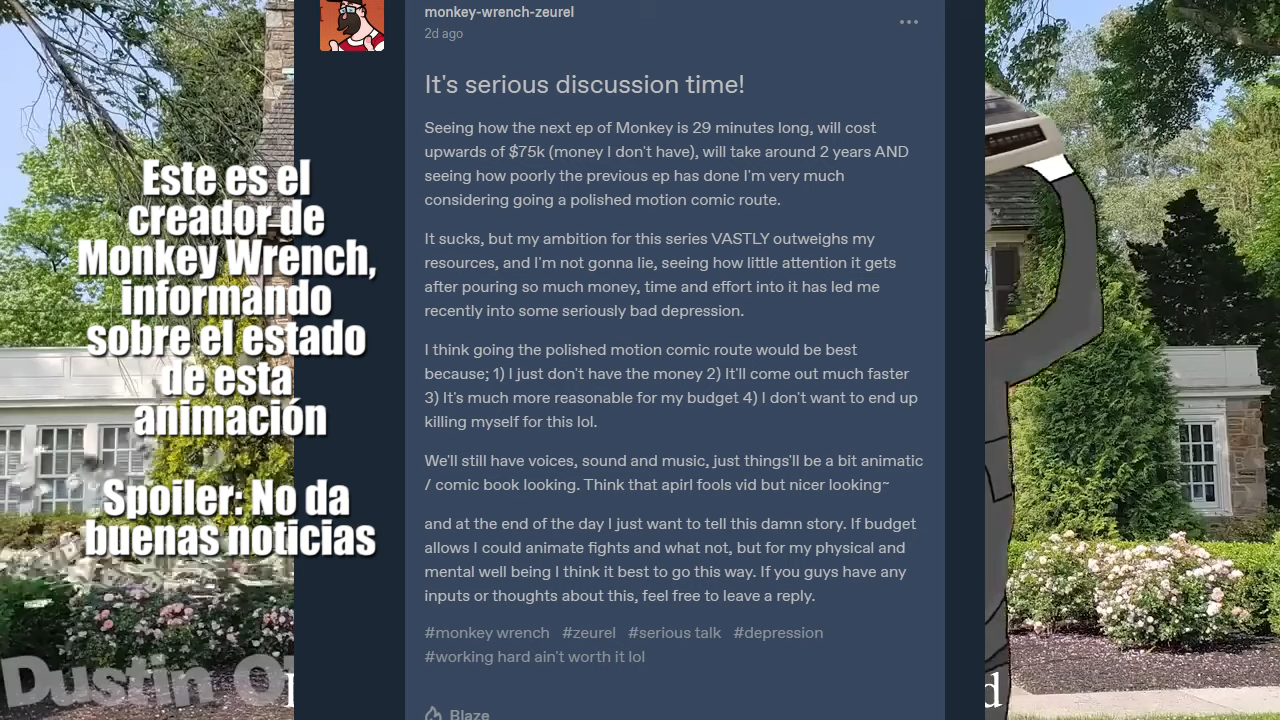 monkey-wrench-zeurel
2d ago
It's serious discussion time!
Seeing how the next ep of Monkey is 29 minutes long, will cost
upwards of $75k (money I don't have), will take around 2 years AND
seeing how poorly the previous ep has done I'm very much
considering going a polished motion comic route.
It sucks, but my ambition for this series VASTLY outweighs my
resources, and I'm not gonna lie, seeing how little attention it gets
after pouring so much money, time and effort into it has led me
recently into some seriously bad depression.
I think going the polished motion comic route would be best
because; 1) I just don't have the money 2) It'll come out much faster
3) It's much more reasonable for my budget 4) I don't want to end up
killing myself for this lol.
We'll still have voices, sound and music, just things'll be a bit animatic
/ comic book looking. Think that apirl fools vid but nicer looking~
and at the end of the day I just want to tell this damn story. If budget
allows I could animate fights and what not, but for my physical and
mental well being I think it best to go this way. If you guys have any
inputs or thoughts about this, feel free to leave a reply.
#monkey wrench #zeurel #serious talk #depression
#working hard ain't worth it lol
Blaze
Este es el
creador de
Monkey Wrench,
informando
sobre el estado
de esta
animación
Spoiler: No da
buenas noticias
Dustin